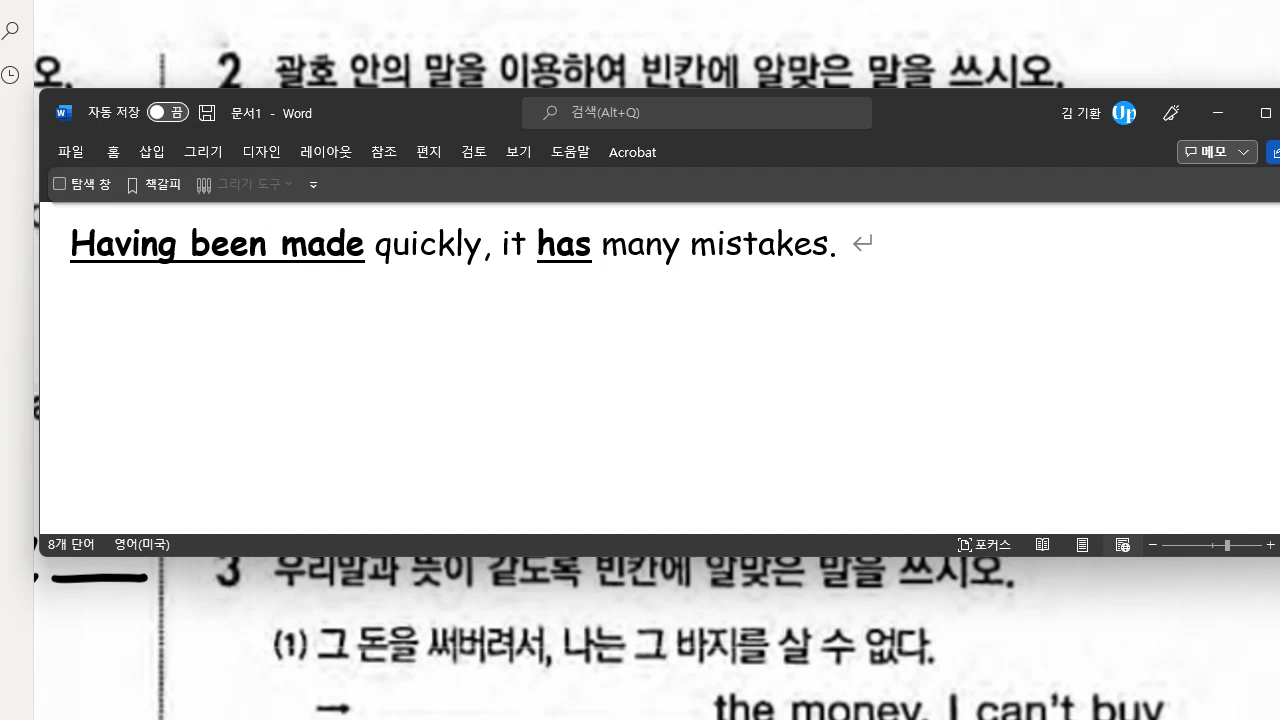 오.
2 괄호 안의 말을 이용하여 빈칸에 알맞은 말을 쓰시오.
자동 저장 끔 문서1 - Word 검색(Alt+Q) 김 기환 Up
파일 홈 삽입 그리기 디자인 레이아웃 참조 편지 검토 보기 도움말 Acrobat 메모
탐색 창 책갈피 그리기 도구
Having been made quickly, it has many mistakes. ↵
8개 단어 영어(미국) 포커스
3 우리말과 뜻이 같도록 빈칸에 알맞은 말을 쓰시오.
(1) 그 돈을 써버려서, 나는 그 바지를 살 수 없다.
→ the money, I can't buy